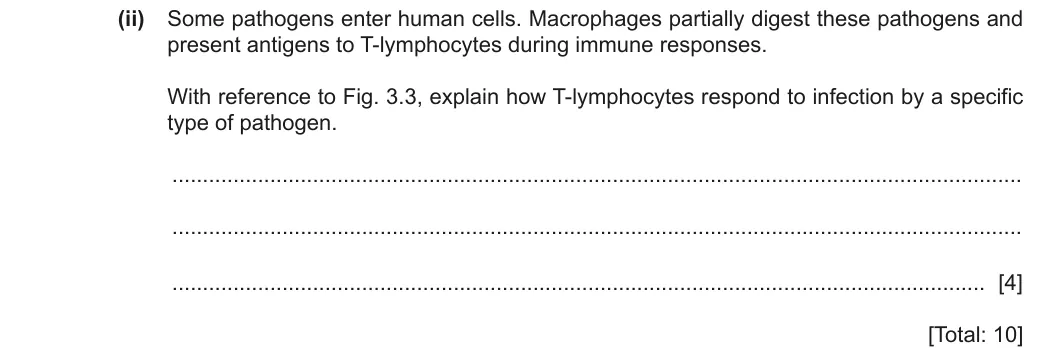 (ii) Some pathogens enter human cells. Macrophages partially digest these pathogens and
present antigens to T-lymphocytes during immune responses.
With reference to Fig. 3.3, explain how T-lymphocytes respond to infection by a specific
type of pathogen.
[4]
[Total: 10]